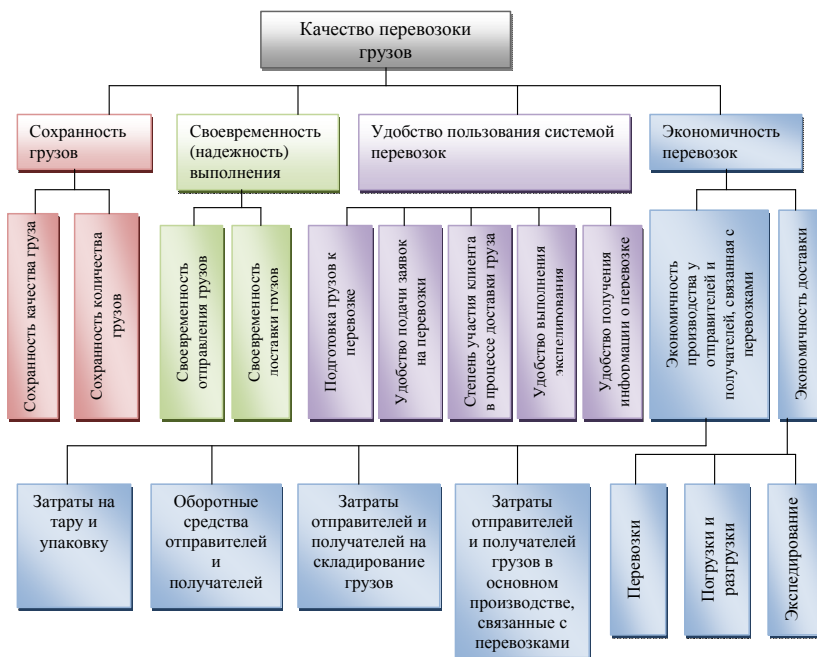 Качество перевозоки
грузов
Сохранность
грузов
Своевременность
(надежность)
выполнения
Удобство пользования системой
перевозок
Экономичность
перевозок
Сохранность качества груза
Сохранность количества
грузов
Своевременность
отправления грузов
Своевременность
доставки грузов
Подготовка грузов к
перевозке
Удобство подачи заявок
на перевозки
Степень участия клиента
в процессе доставки груза
Удобство выполнения
экспелирования
Удобство получения
информации о перевозке
Экономичность
производства у
отправителей и
получателей, связанная с
перевозками
Экономичность доставки
Затраты на
тару и
упаковку
Оборотные
средства
отправителей
и
получателей
Затраты
отправителей и
получателей на
складирование
грузов
Затраты
отправителей
и получателей
грузов в
основном
производстве,
связанные с
перевозками
Перевозки
Погрузки и
разгрузки
Экспедирование